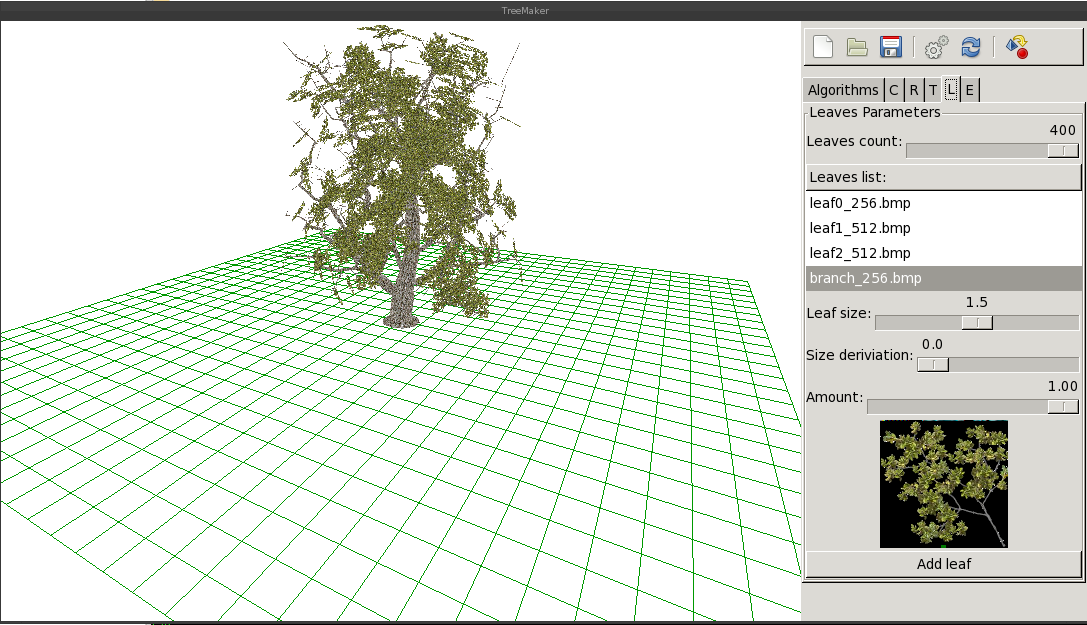 TreeMaker
Algorithms C R T L E
Leaves Parameters
400
Leaves count:
Leaves list:
leaf0_256.bmp
leaf1_512.bmp
leaf2_512.bmp
branch_256.bmp
1.5
Leaf size:
0.0
Size deriviation:
1.00
Amount:
Add leaf